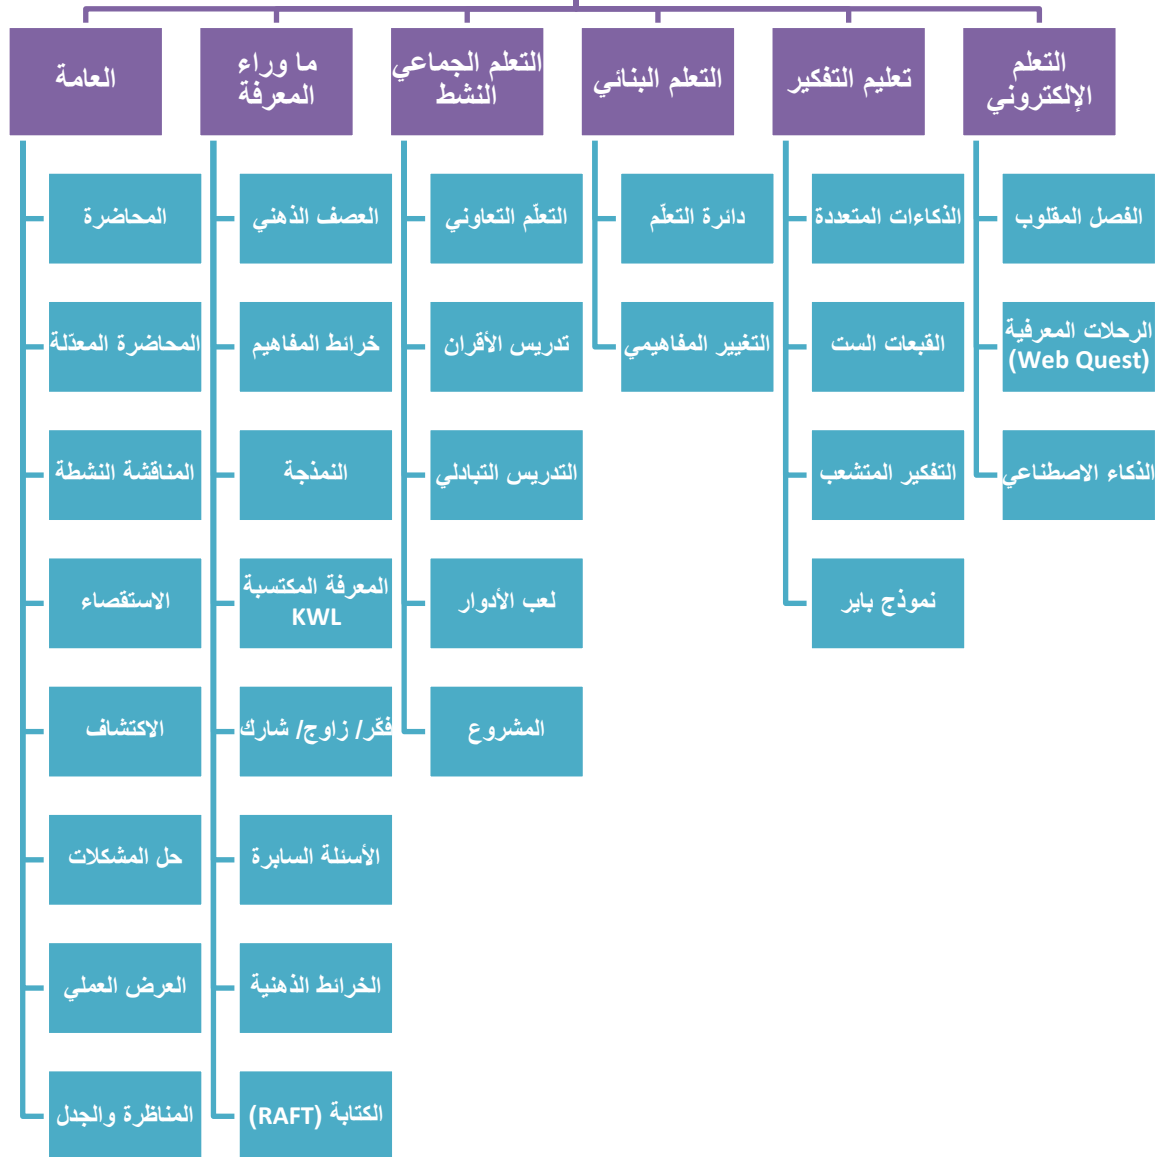 التعلم
الإلكتروني
تعليم التفكير
التعلم البنائي
التعلم الجماعي
النشط
ما وراء
المعرفة
العامة
الفصل المقلوب
الرحلات المعرفية
(Web Quest)
الذكاء الاصطناعي
الذكاءات المتعددة
القبعات الست
التفكير المتشعب
نموذج باير
دائرة التعلّم
التغيير المفاهيمي
التعلّم التعاوني
تدريس الأقران
التدريس التبادلي
لعب الأدوار
المشروع
العصف الذهني
خرائط المفاهيم
النمذجة
المعرفة المكتسبة
KWL
فكّر/ زاوج/ شارك
الأسئلة السابرة
الخرائط الذهنية
الكتابة (RAFT)
المحاضرة
المحاضرة المعدّلة
المناقشة النشطة
الاستقصاء
الاكتشاف
حل المشكلات
العرض العملي
المناظرة والجدل